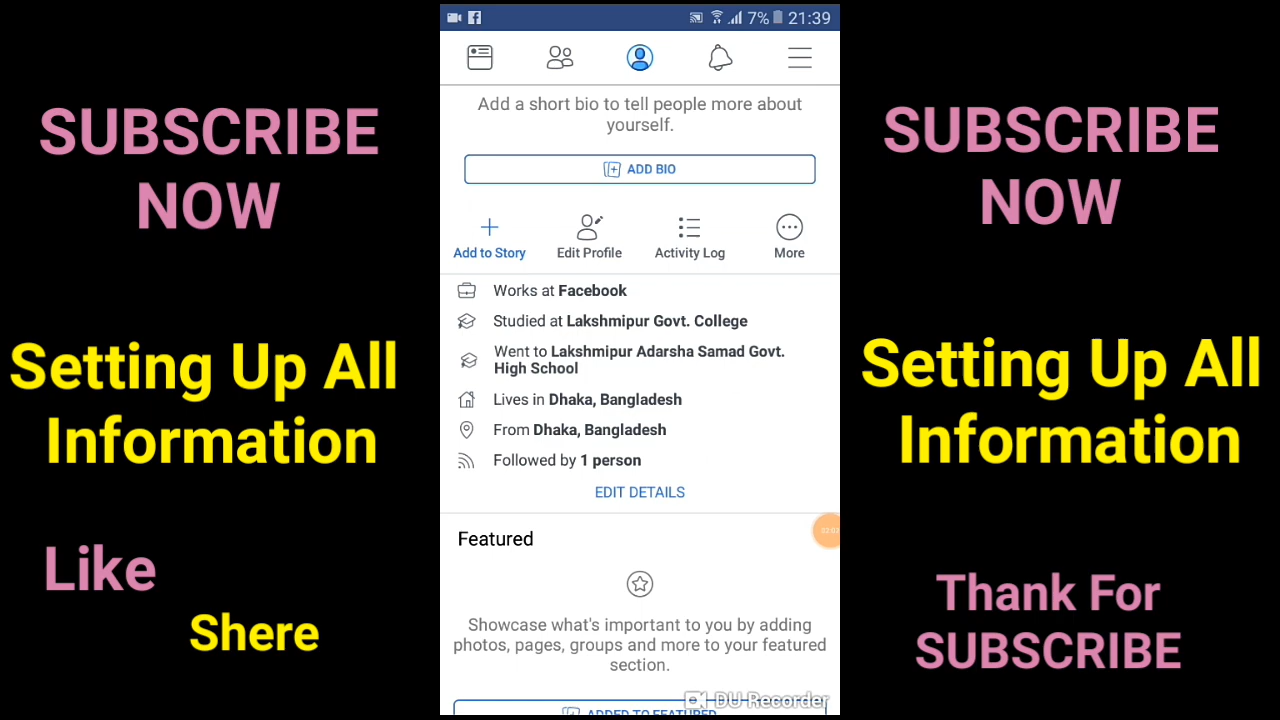 SUBSCRIBE
NOW
Setting Up All
Information
Like
Shere
7% 21:39
Add a short bio to tell people more about
yourself.
ADD BIO
Add to Story Edit Profile Activity Log More
Works at Facebook
Studied at Lakshmipur Govt. College
Went to Lakshmipur Adarsha Samad Govt.
High School
Lives in Dhaka, Bangladesh
From Dhaka, Bangladesh
Followed by 1 person
EDIT DETAILS
Featured
Showcase what's important to you by adding
photos, pages, groups and more to your featured
section.
DU Recorder
ADDED TO FEATURED
SUBSCRIBE
NOW
Setting Up All
Information
Thank For
SUBSCRIBE